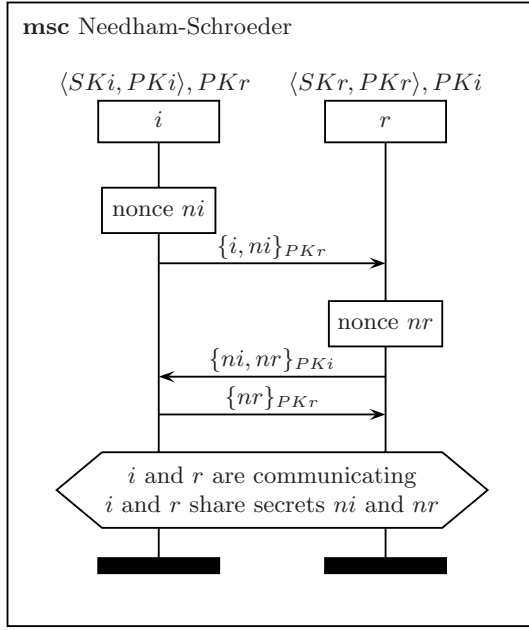 msc Needham-Schroeder
⟨SKi, PKi⟩, PKr
⟨SKr, PKr⟩, PKi
i
r
nonce ni
{i, ni}PKr
nonce nr
{ni, nr}PKi
{nr}PKr
i and r are communicating
i and r share secrets ni and nr